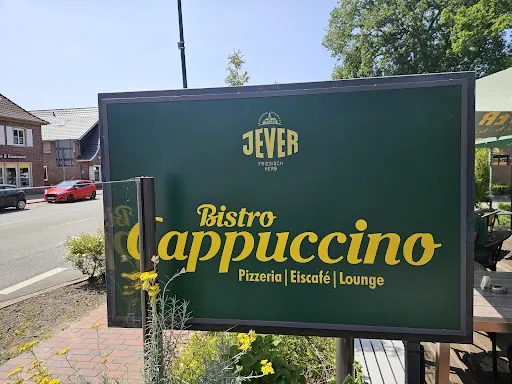 JEVER
FRIESISCH
HERB
Bistro
Cappuccino
Pizzeria | Eiscafé | Lounge